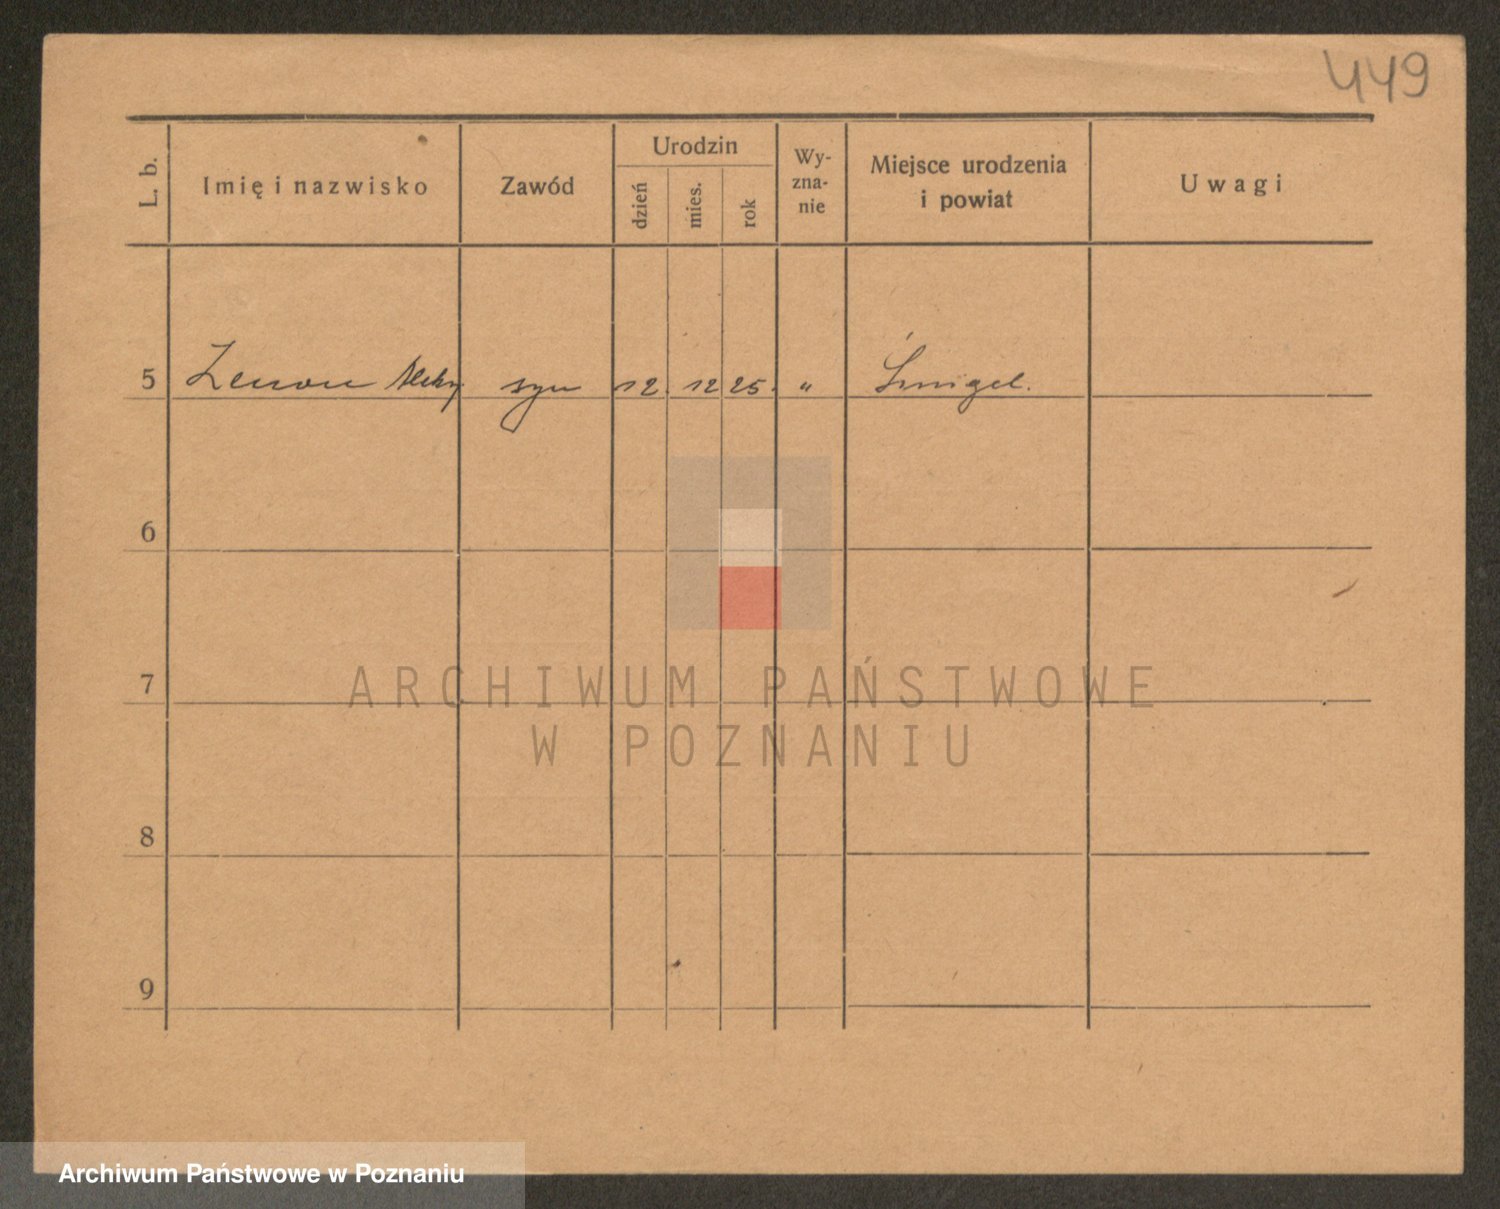 449
L. b.
Imię i nazwisko
Zawód
Urodzin
dzień
mies.
rok
Wy-
zna-
nie
Miejsce urodzenia
i powiat
Uwagi
5 Zenon syn 12. 12 25. " Śmigel.
6
7
8
9
ARCHIWUM PAŃSTWOWE
W POZNANIU
Archiwum Państwowe w Poznaniu